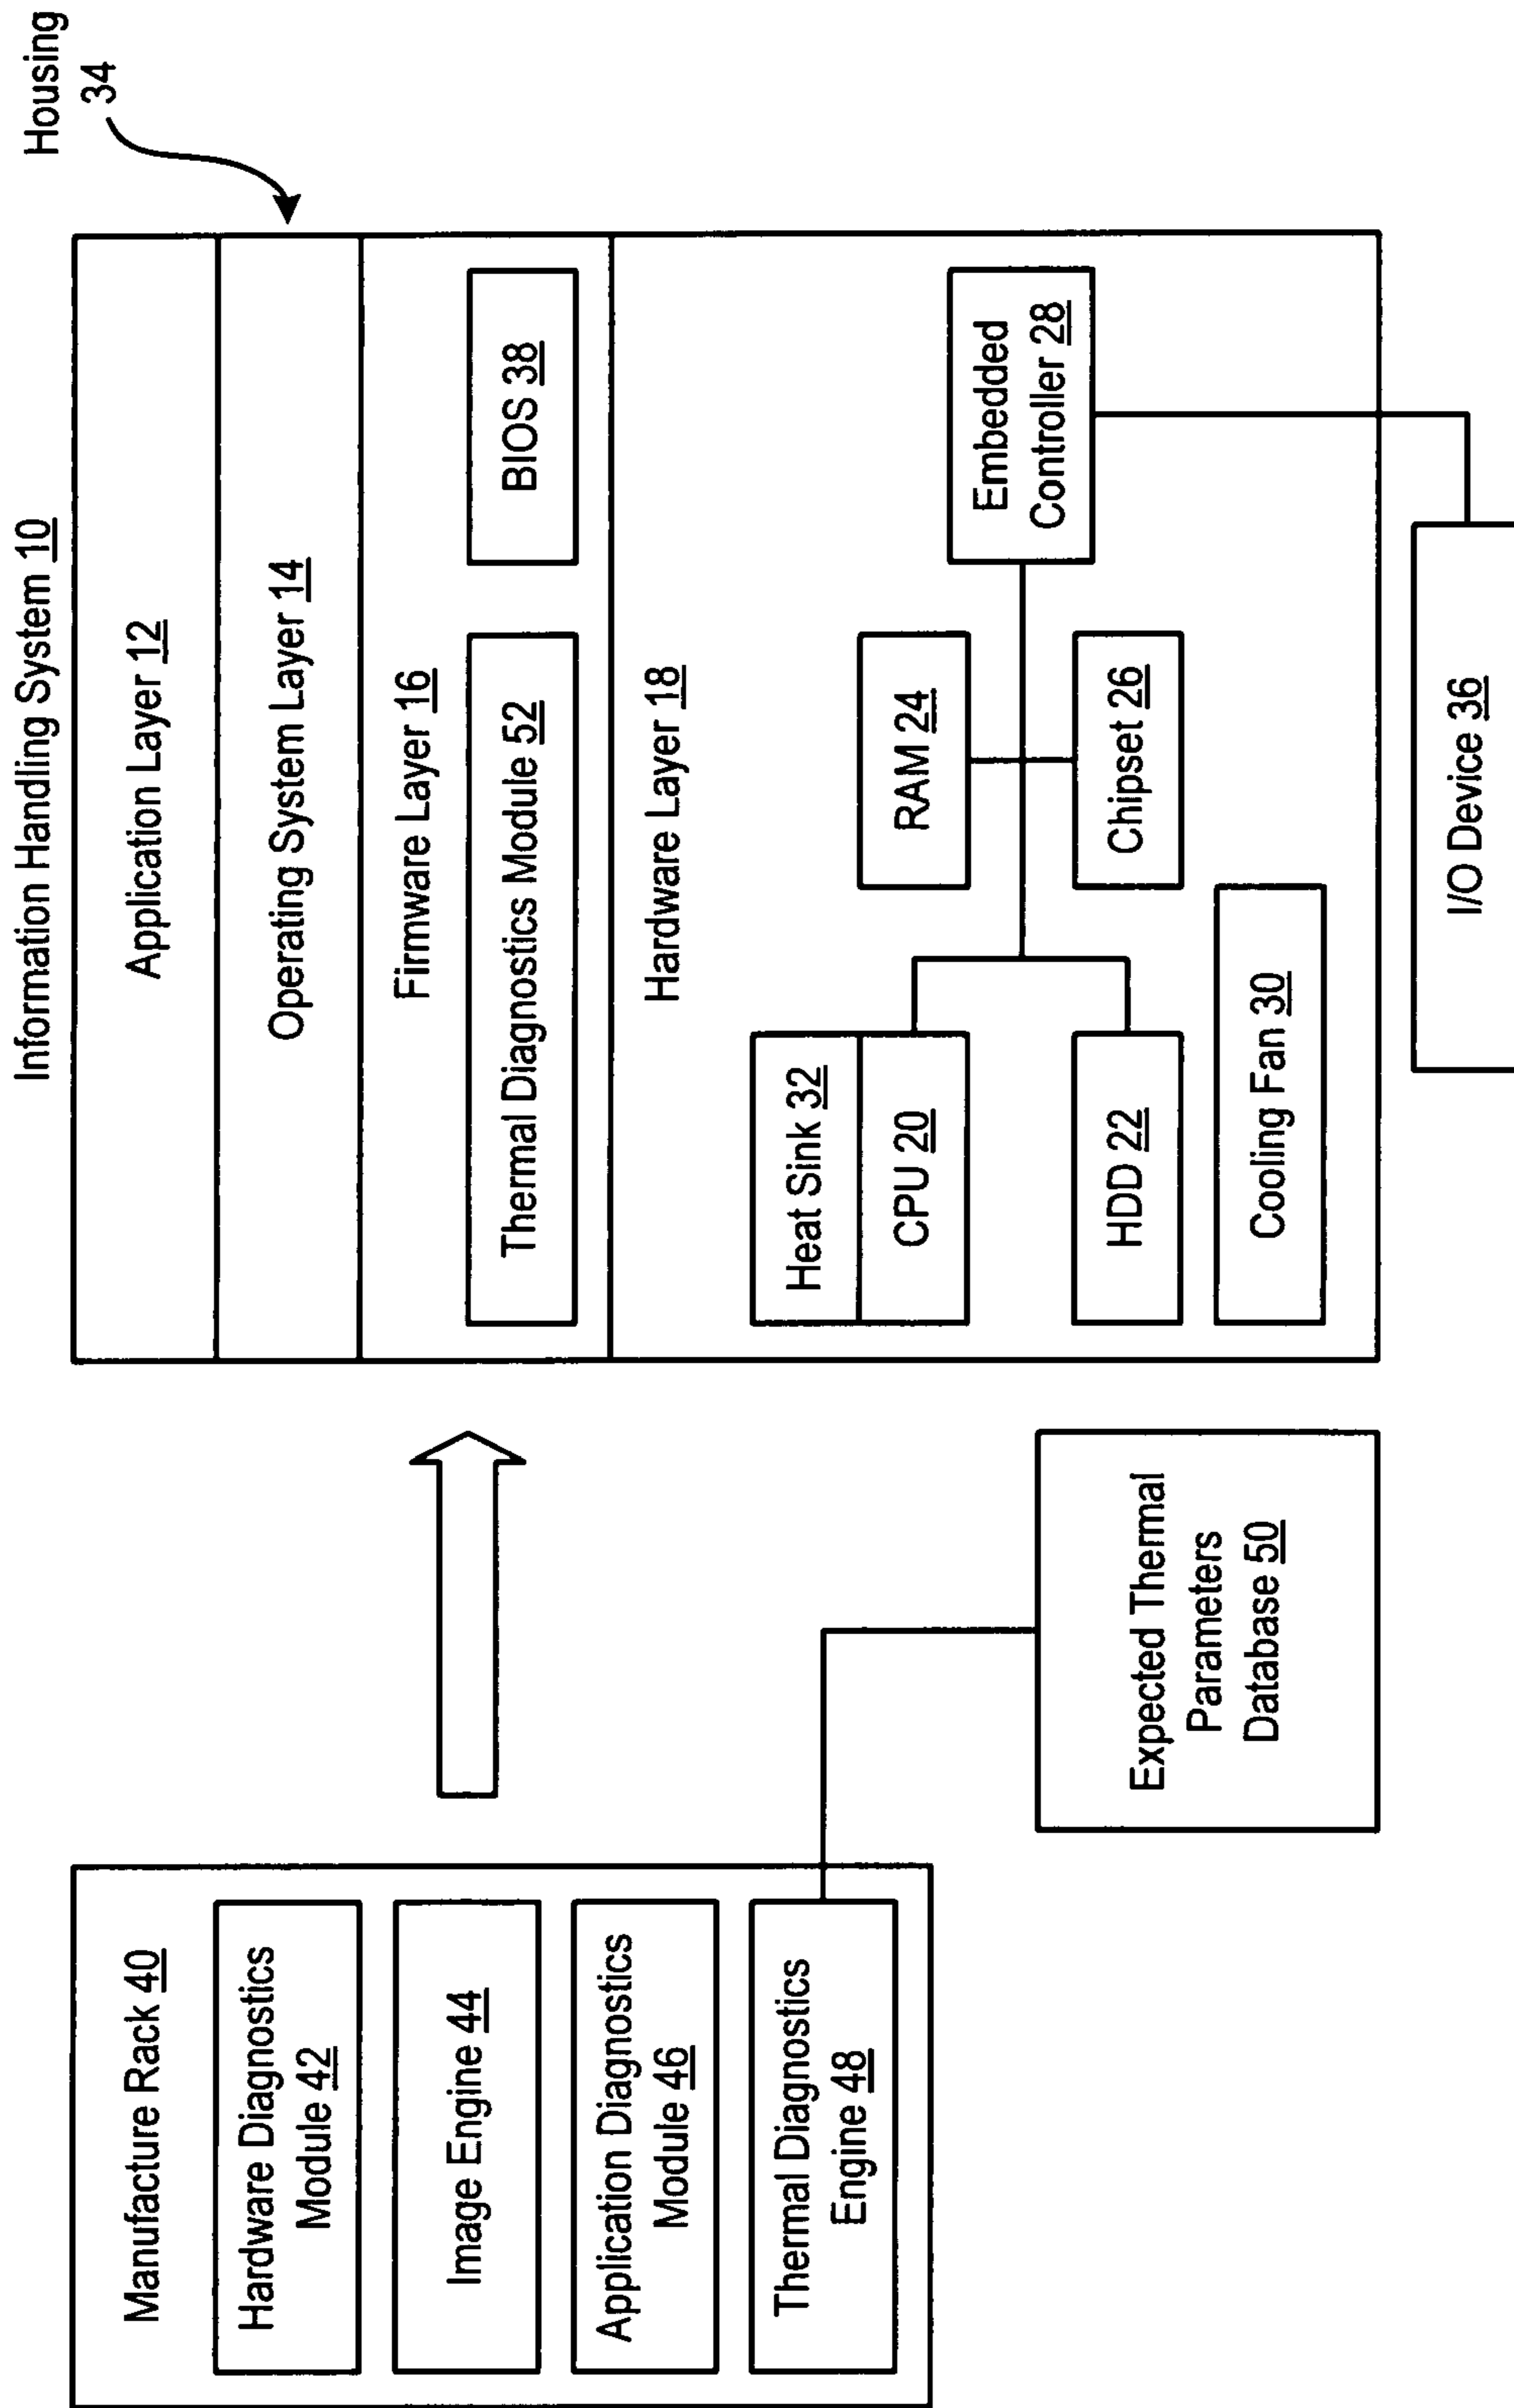 Information Handling System 10
Housing
34
Application Layer 12
Operating System Layer 14
Firmware Layer 16
Thermal Diagnostics Module 52
BIOS 38
Hardware Layer 18
Heat Sink 32
CPU 20
HDD 22
Cooling Fan 30
RAM 24
Chipset 26
Embedded
Controller 28
I/O Device 36
Manufacture Rack 40
Hardware Diagnostics
Module 42
Image Engine 44
Application Diagnostics
Module 46
Thermal Diagnostics
Engine 48
Expected Thermal
Parameters
Database 50